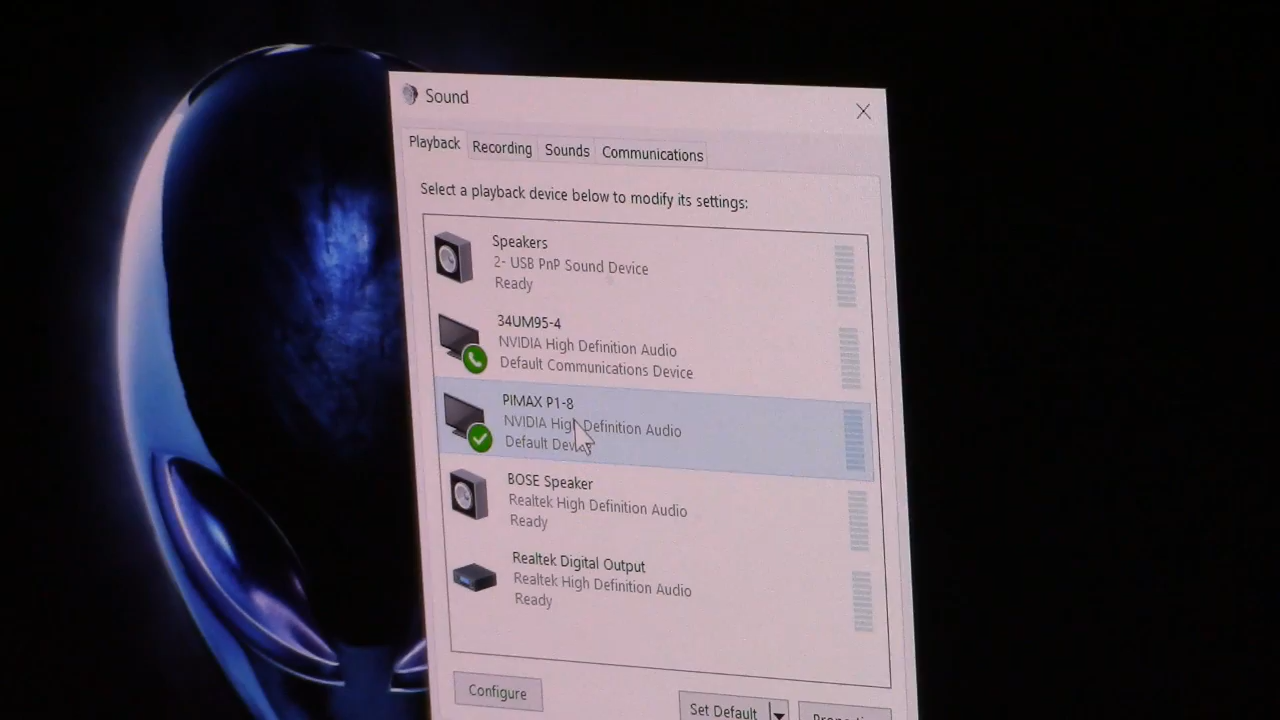 Sound
Playback Recording Sounds Communications
Select a playback device below to modify its settings:
Speakers
2- USB PnP Sound Device
Ready
34UM95-4
NVIDIA High Definition Audio
Default Communications Device
PIMAX P1-8
NVIDIA High Definition Audio
Default Device
BOSE Speaker
Realtek High Definition Audio
Ready
Realtek Digital Output
Realtek High Definition Audio
Ready
Configure
Set Default